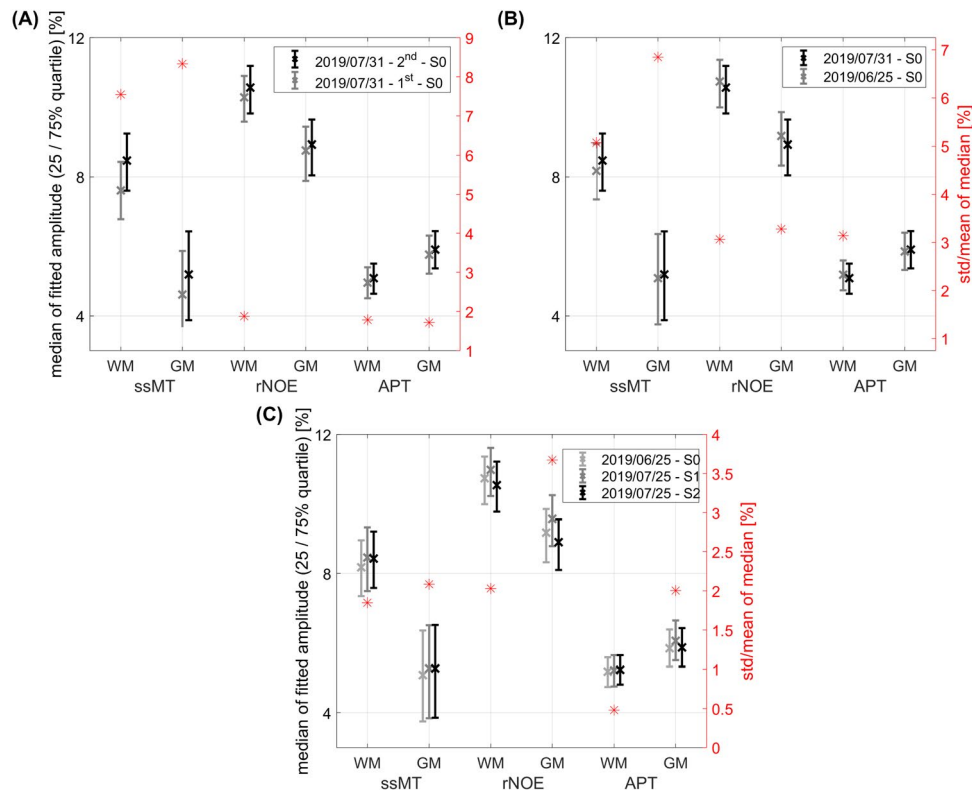 (A)
median of fitted amplitude (25 / 75% quartile) [%]
12
8
4
2019/07/31 - 2nd - S0
2019/07/31 - 1st - S0
9
8
7
6
5
4
3
2
1
WM GM WM GM WM GM
ssMT rNOE APT
(B)
12
8
4
2019/07/31 - S0
2019/06/25 - S0
7
6
5
4
3
2
1
std/mean of median [%]
WM GM WM GM WM GM
ssMT rNOE APT
(C)
median of fitted amplitude (25 / 75% quartile) [%]
12
8
4
2019/06/25 - S0
2019/07/25 - S1
2019/07/25 - S2
4
3.5
3
2.5
2
1.5
1
0.5
0
std/mean of median [%]
WM GM WM GM WM GM
ssMT rNOE APT